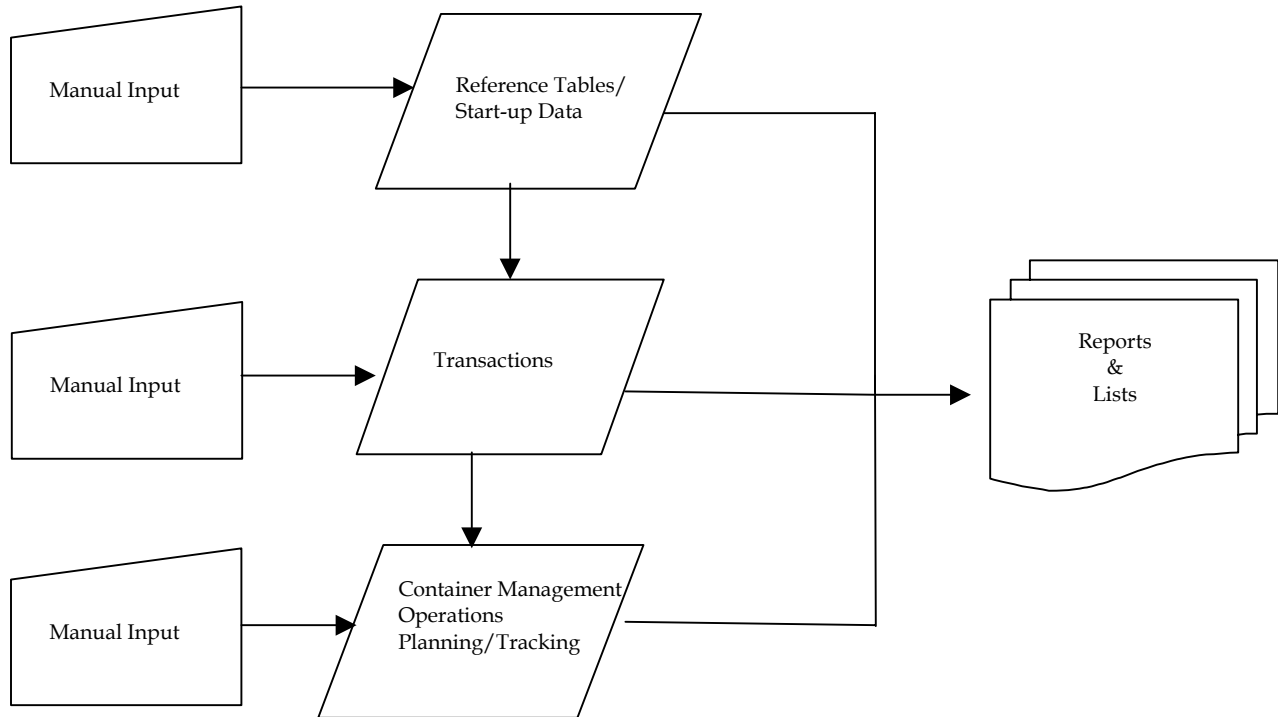 Manual Input
Reference Tables/
Start-up Data
Manual Input
Transactions
Reports
&
Lists
Manual Input
Container Management
Operations
Planning/Tracking